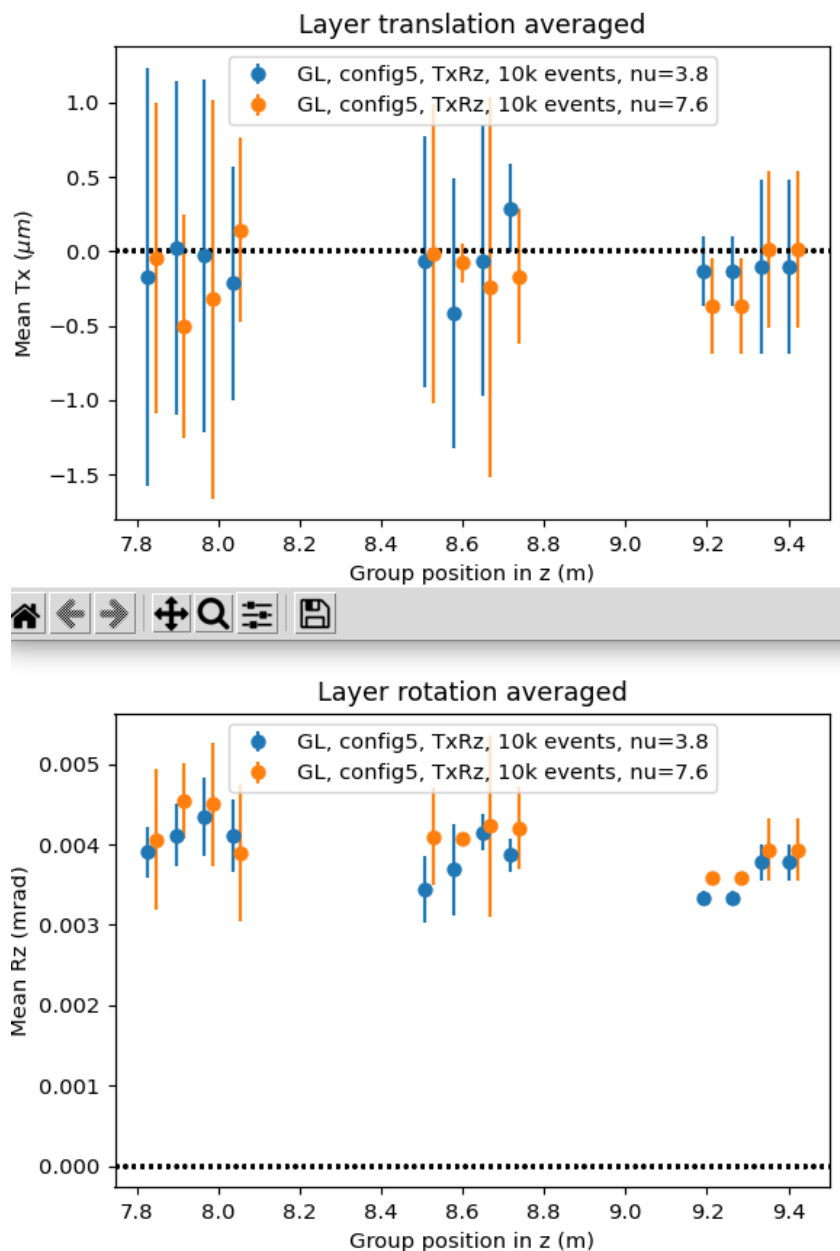 Layer translation averaged
GL, config5, TxRz, 10k events, nu=3.8
GL, config5, TxRz, 10k events, nu=7.6
Mean Tx (μm)
1.0
0.5
0.0
−0.5
−1.0
−1.5
7.8 8.0 8.2 8.4 8.6 8.8 9.0 9.2 9.4
Group position in z (m)
Layer rotation averaged
GL, config5, TxRz, 10k events, nu=3.8
GL, config5, TxRz, 10k events, nu=7.6
Mean Rz (mrad)
0.005
0.004
0.003
0.002
0.001
0.000
7.8 8.0 8.2 8.4 8.6 8.8 9.0 9.2 9.4
Group position in z (m)